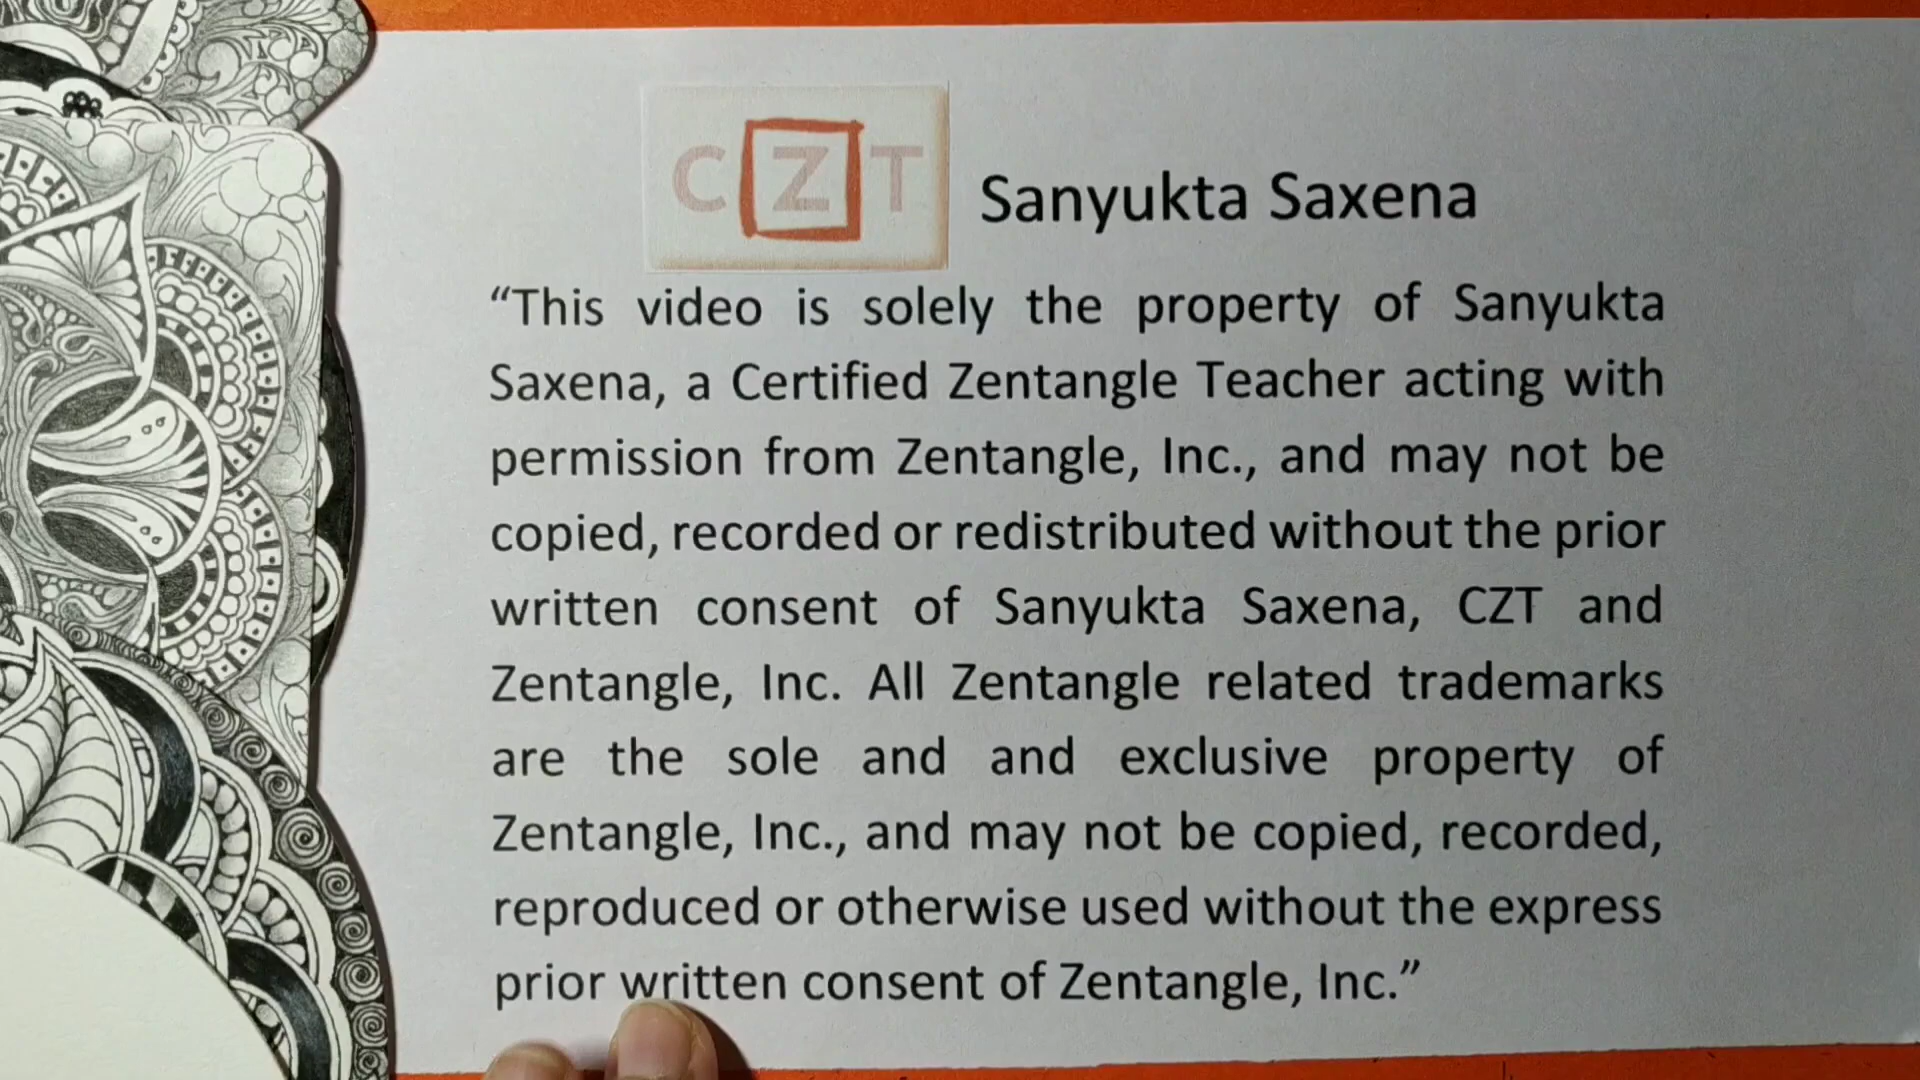 CZT Sanyukta Saxena
“This video is solely the property of Sanyukta
Saxena, a Certified Zentangle Teacher acting with
permission from Zentangle, Inc., and may not be
copied, recorded or redistributed without the prior
written consent of Sanyukta Saxena, CZT and
Zentangle, Inc. All Zentangle related trademarks
are the sole and and exclusive property of
Zentangle, Inc., and may not be copied, recorded,
reproduced or otherwise used without the express
prior written consent of Zentangle, Inc.”